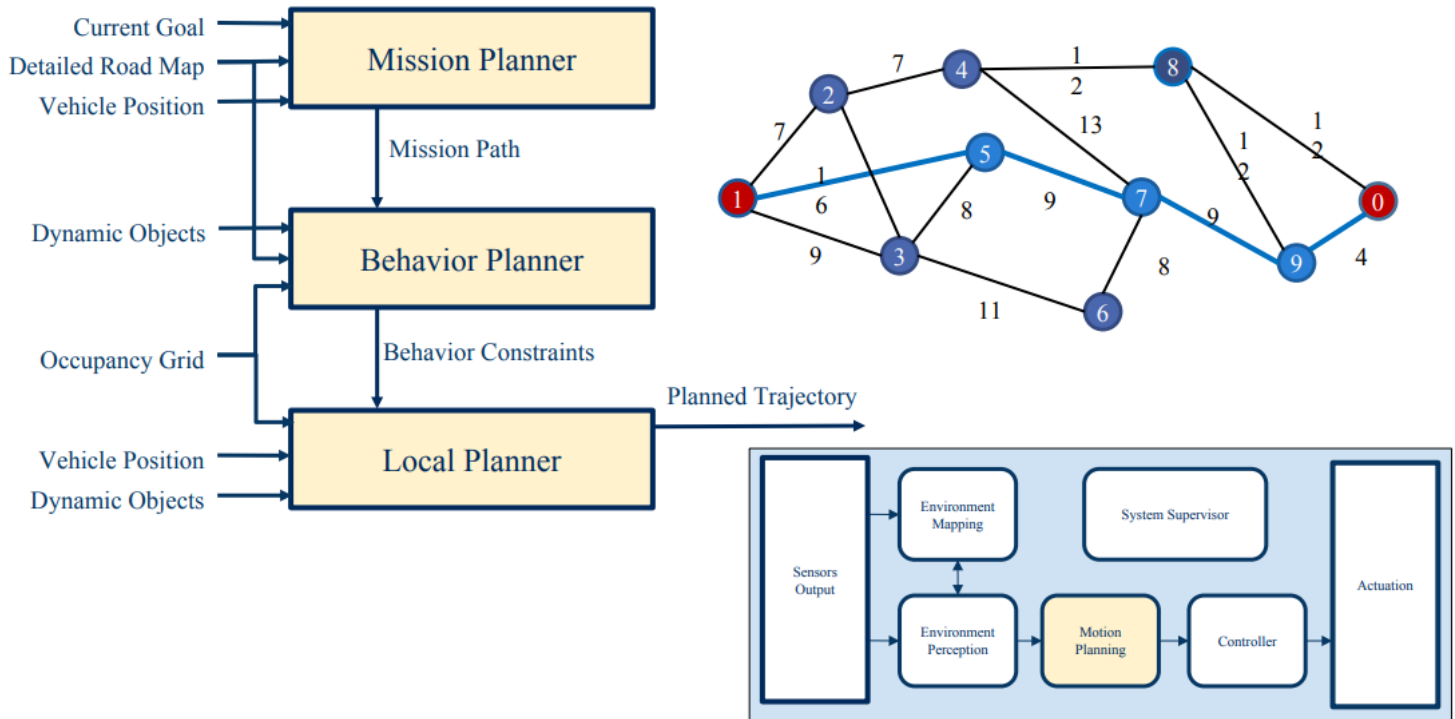 Current Goal
Detailed Road Map
Vehicle Position
Mission Planner
Mission Path
Dynamic Objects
Behavior Planner
Occupancy Grid
Behavior Constraints
Planned Trajectory
Local Planner
Vehicle Position
Dynamic Objects
7
4
1
2
8
2
7
13
1
2
1
2
5
1
6
1
9
8
9
7
9
0
3
9
4
8
11
6
Sensors
Output
Environment
Mapping
System Supervisor
Environment
Perception
Motion
Planning
Controller
Actuation